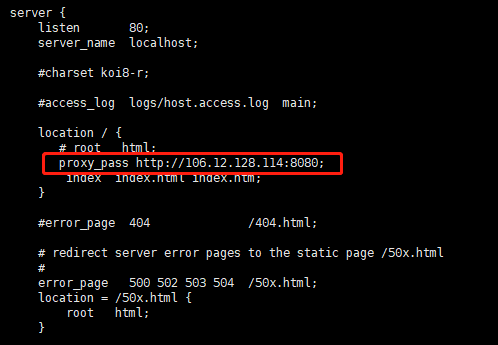 server {
    listen       80;
    server_name  localhost;
    #charset koi8-r;
    #access_log  logs/host.access.log  main;
    location / {
       # root   html;
       proxy_pass http://106.12.128.114:8080;
        index  index.html index.htm;
    }
    #error_page  404              /404.html;
    # redirect server error pages to the static page /50x.html
    #
    error_page   500 502 503 504  /50x.html;
    location = /50x.html {
        root   html;
    }